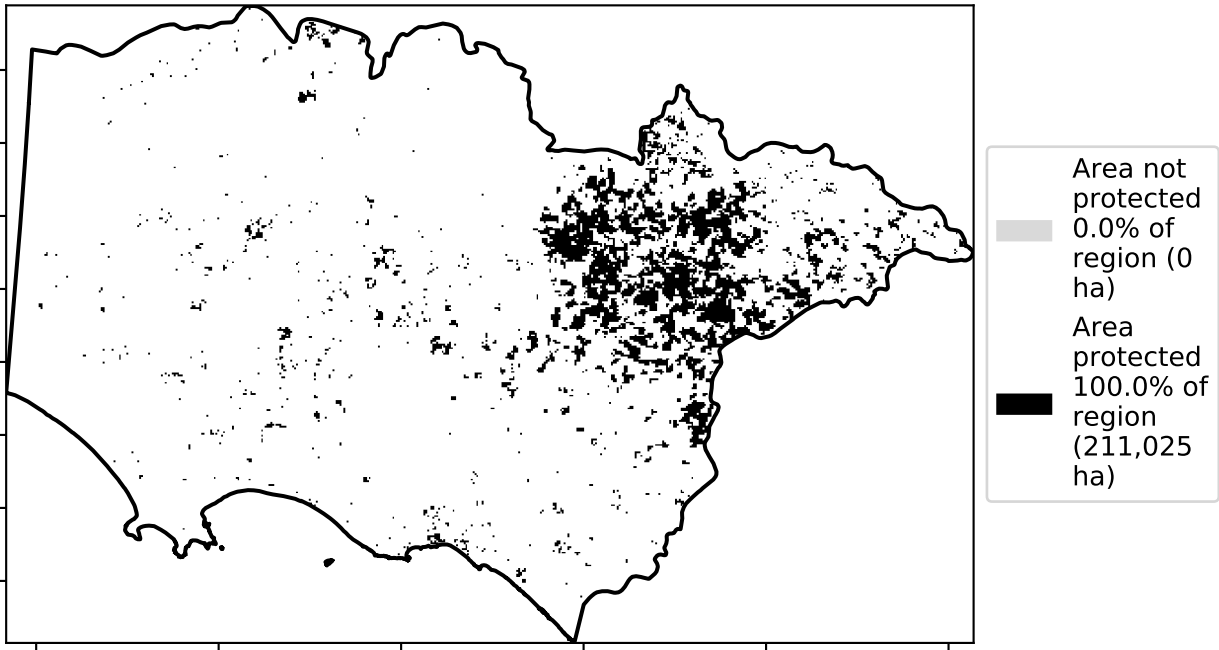 Area not
protected
0.0% of
region (0
ha)
Area
protected
100.0% of
region
(211,025
ha)